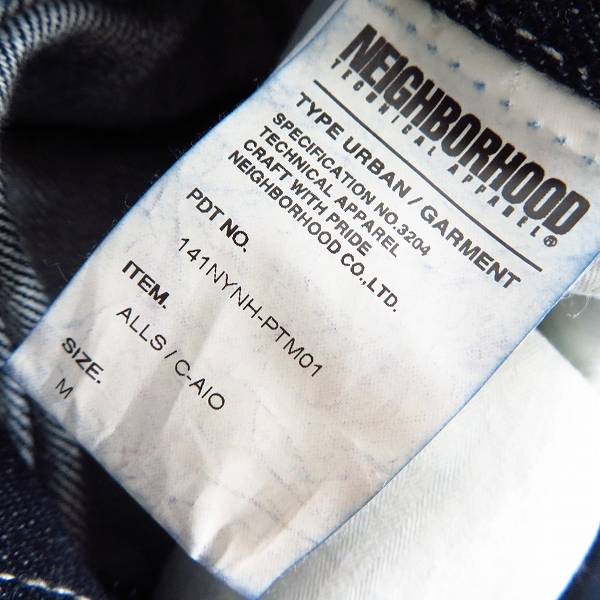 NEIGHBORHOOD®
TECHNICAL APPAREL
TYPE URBAN / GARMENT
SPECIFICATION NO.3204
TECHNICAL APPAREL
CRAFT WITH PRIDE
NEIGHBORHOOD CO.,LTD.
PDT NO.
141NYNH-PTM01
ITEM.
ALLS / C-AIO
SIZE.
M